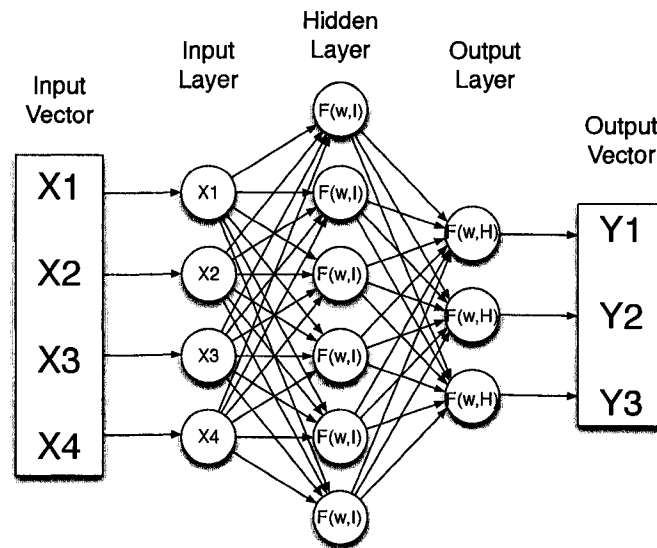 Input
Vector
X1
X2
X3
X4
Input
Layer
X1
X2
X3
X4
Hidden
Layer
F(w,I)
F(w,I)
F(w,I)
F(w,I)
F(w,I)
F(w,I)
Output
Layer
F(w,H)
F(w,H)
F(w,H)
Output
Vector
Y1
Y2
Y3